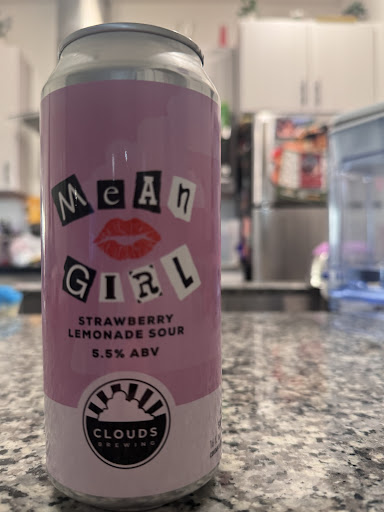 MeAn
GIRL
STRAWBERRY
LEMONADE SOUR
5.5% ABV
CLOUDS
BREWING